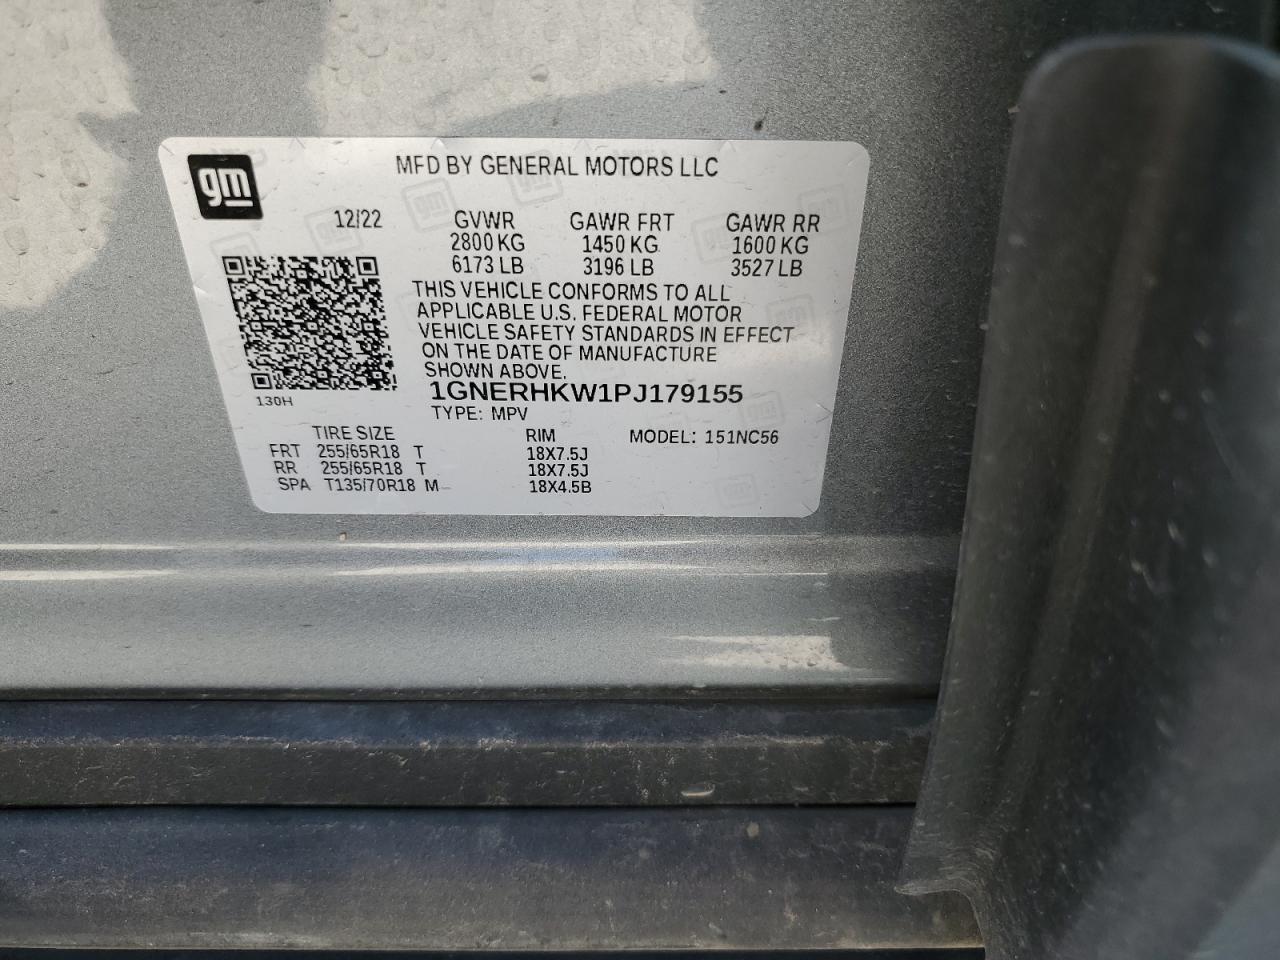 gm
MFD BY GENERAL MOTORS LLC
12/22 GVWR GAWR FRT GAWR RR
2800 KG 1450 KG 1600 KG
6173 LB 3196 LB 3527 LB
THIS VEHICLE CONFORMS TO ALL
APPLICABLE U.S. FEDERAL MOTOR
VEHICLE SAFETY STANDARDS IN EFFECT
ON THE DATE OF MANUFACTURE
SHOWN ABOVE.
1GNERHKW1PJ179155
130H
TYPE: MPV
TIRE SIZE RIM MODEL: 151NC56
FRT 255/65R18 T 18X7.5J
RR 255/65R18 T 18X7.5J
SPA T135/70R18 M 18X4.5B